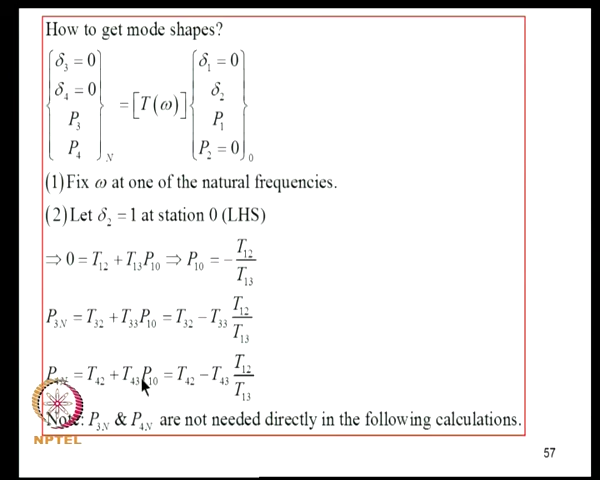 How to get mode shapes?
{δ₃ = 0, δ₄ = 0, P₃, P₄}_N = [T(ω)] {δ₁ = 0, δ₂, P₁, P₂ = 0}₀
(1) Fix ω at one of the natural frequencies.
(2) Let δ₂ = 1 at station 0 (LHS)
⇒ 0 = T₁₂ + T₁₃P₁₀ ⇒ P₁₀ = −T₁₂/T₁₃
P₃N = T₃₂ + T₃₃P₁₀ = T₃₂ − T₃₃ T₁₂/T₁₃
P₄N = T₄₂ + T₄₃P₁₀ = T₄₂ − T₄₃ T₁₂/T₁₃
Note: P₃N & P₄N are not needed directly in the following calculations.
NPTEL
57